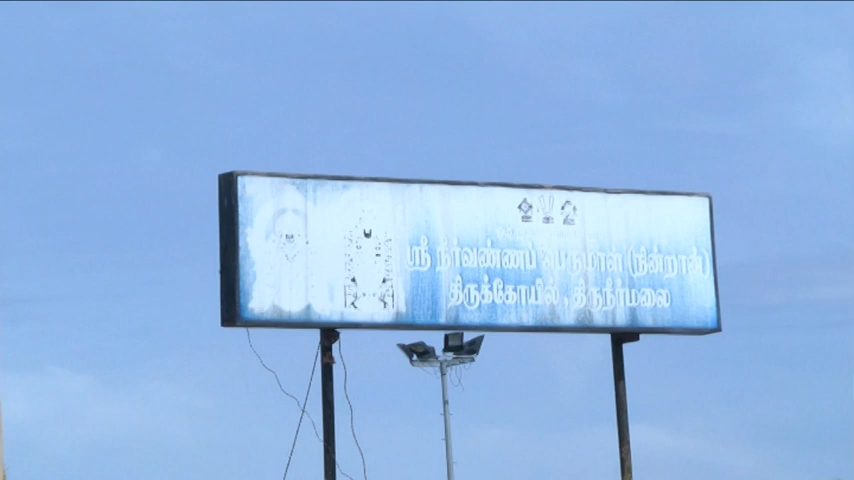 ஸ்ரீ நீர்வண்ணப் பெருமாள் (நின்றான்)
திருக்கோயில், திருநீர்மலை